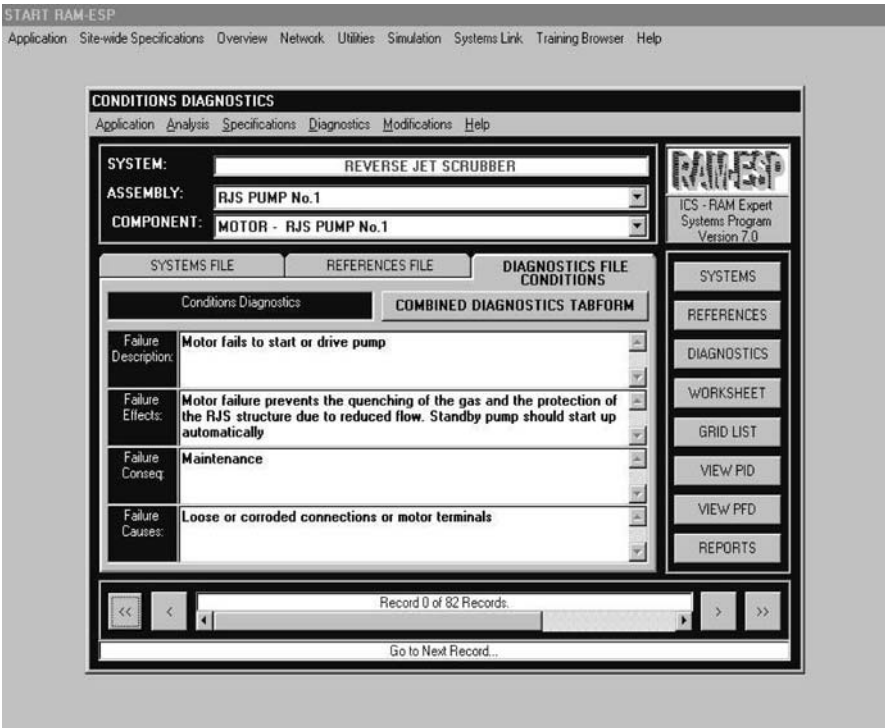 START RAM-ESP
Application Site-wide Specifications Overview Network Utilities Simulation Systems Link Training Browser Help
CONDITIONS DIAGNOSTICS
Application Analysis Specifications Diagnostics Modifications Help
SYSTEM: REVERSE JET SCRUBBER
ASSEMBLY: RJS PUMP No.1
COMPONENT: MOTOR - RJS PUMP No.1
RAM-ESP
ICS - RAM Expert
Systems Program
Version 7.0
SYSTEMS FILE REFERENCES FILE DIAGNOSTICS FILE
CONDITIONS
Conditions Diagnostics COMBINED DIAGNOSTICS TABFORM
Failure Description: Motor fails to start or drive pump
Failure Effects: Motor failure prevents the quenching of the gas and the protection of
the RJS structure due to reduced flow. Standby pump should start up
automatically
Failure Conseq: Maintenance
Failure Causes: Loose or corroded connections or motor terminals
SYSTEMS
REFERENCES
DIAGNOSTICS
WORKSHEET
GRID LIST
VIEW PID
VIEW PFD
REPORTS
<< < Record 0 of 82 Records. > >>
Go to Next Record...